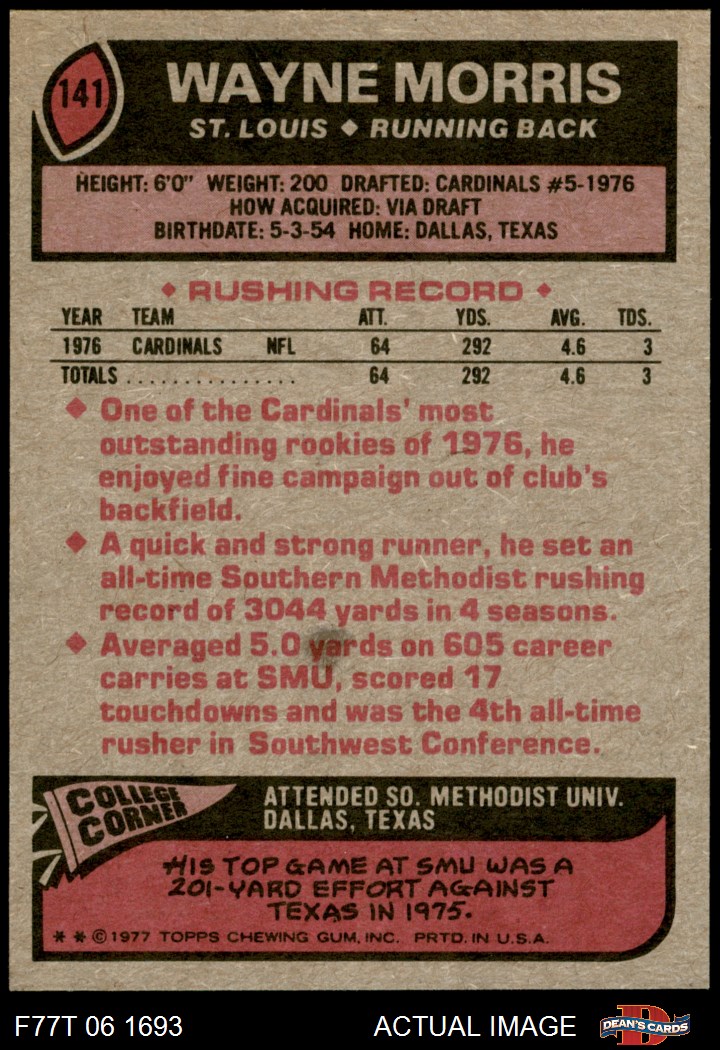 141
WAYNE MORRIS
ST. LOUIS ◆ RUNNING BACK
HEIGHT: 6'0" WEIGHT: 200 DRAFTED: CARDINALS #5-1976
HOW ACQUIRED: VIA DRAFT
BIRTHDATE: 5-3-54 HOME: DALLAS, TEXAS
◆ RUSHING RECORD ◆
YEAR TEAM ATT. YDS. AVG. TDS.
1976 CARDINALS NFL 64 292 4.6 3
TOTALS ............... 64 292 4.6 3
◆ One of the Cardinals' most
outstanding rookies of 1976, he
enjoyed fine campaign out of club's
backfield.
◆ A quick and strong runner, he set an
all-time Southern Methodist rushing
record of 3044 yards in 4 seasons.
◆ Averaged 5.0 yards on 605 career
carries at SMU, scored 17
touchdowns and was the 4th all-time
rusher in Southwest Conference.
COLLEGE
CORNER
ATTENDED SO. METHODIST UNIV.
DALLAS, TEXAS
HIS TOP GAME AT SMU WAS A
201-YARD EFFORT AGAINST
TEXAS IN 1975.
* * © 1977 TOPPS CHEWING GUM, INC. PRTD. IN U.S.A.
F77T 06 1693 ACTUAL IMAGE
D
DEAN'S CARDS